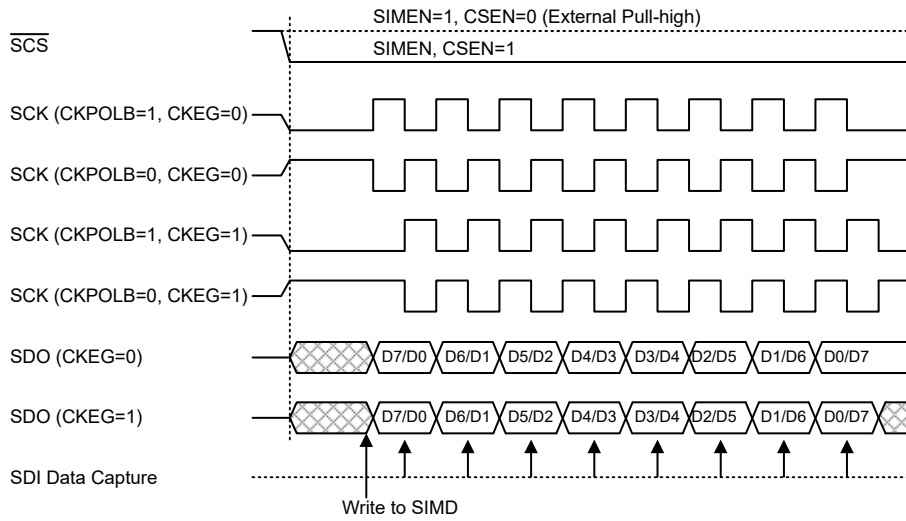 SIMEN=1, CSEN=0 (External Pull-high)
SCS
SIMEN, CSEN=1
SCK (CKPOLB=1, CKEG=0)
SCK (CKPOLB=0, CKEG=0)
SCK (CKPOLB=1, CKEG=1)
SCK (CKPOLB=0, CKEG=1)
SDO (CKEG=0) D7/D0 D6/D1 D5/D2 D4/D3 D3/D4 D2/D5 D1/D6 D0/D7
SDO (CKEG=1) D7/D0 D6/D1 D5/D2 D4/D3 D3/D4 D2/D5 D1/D6 D0/D7
SDI Data Capture
Write to SIMD